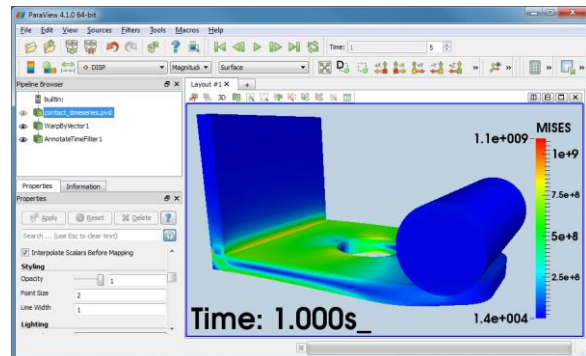 ParaView 4.1.0 64-bit
File Edit View Sources Filters Tools Macros Help
Time: 1 5
DISP Magnitud Surface
Pipeline Browser
Layout #1 X +
builtin:
3D
contact_timeseries.pvd
WarpByVector1
AnnotateTimeFilter1
1.1e+009 MISES
1e+9
7.5e+8
5e+8
2.5e+8
1.4e+004
Properties Information
Properties
Apply Reset Delete ?
Search ... (use Esc to clear text)
Interpolate Scalars Before Mapping
Styling
Opacity 1
Point Size 2
Line Width 1
Lighting
Time: 1.000s_